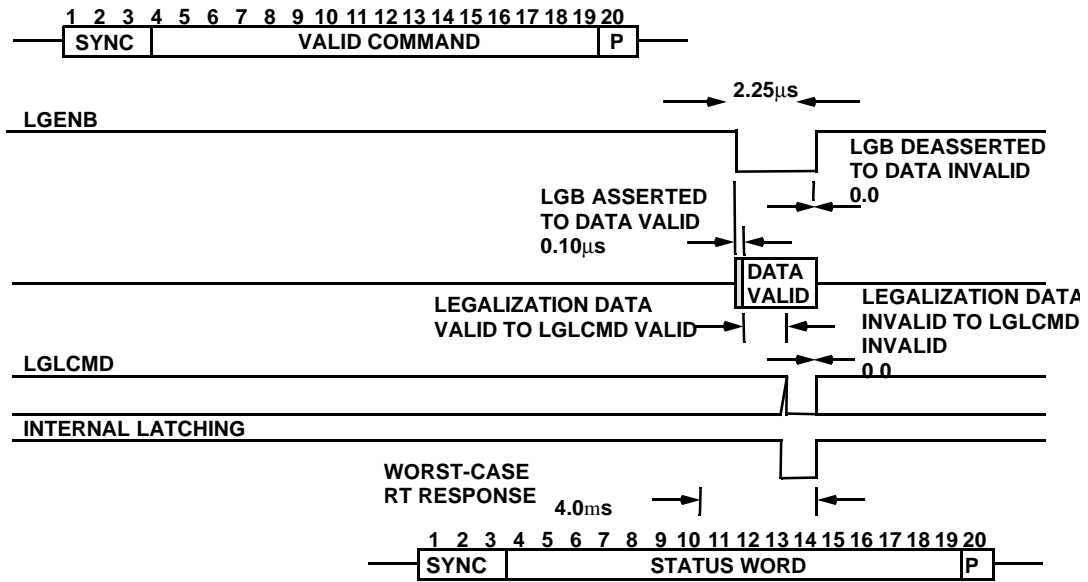 1 2 3 4 5 6 7 8 9 10 11 12 13 14 15 16 17 18 19 20
SYNC VALID COMMAND P
2.25μs
LGENB
LGB DEASSERTED
TO DATA INVALID
0.0
LGB ASSERTED
TO DATA VALID
0.10μs
DATA
VALID
LEGALIZATION DATA
VALID TO LGLCMD VALID
LEGALIZATION DATA
INVALID TO LGLCMD
INVALID
0.0
LGLCMD
INTERNAL LATCHING
WORST-CASE
RT RESPONSE
4.0ms
1 2 3 4 5 6 7 8 9 10 11 12 13 14 15 16 17 18 19 20
SYNC STATUS WORD P